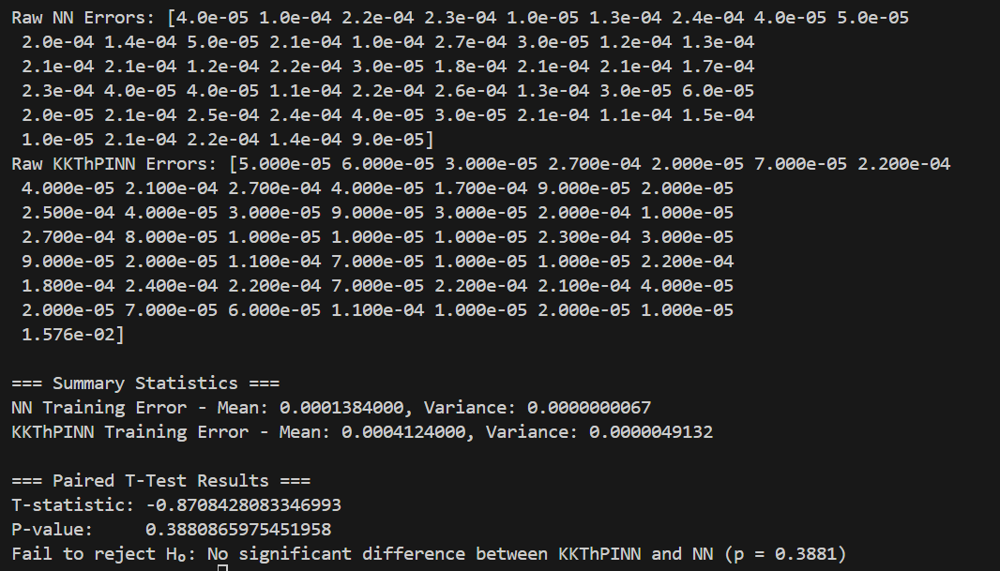 Raw NN Errors: [4.0e-05 1.0e-04 2.2e-04 2.3e-04 1.0e-05 1.3e-04 2.4e-04 4.0e-05 5.0e-05
2.0e-04 1.4e-04 5.0e-05 2.1e-04 1.0e-04 2.7e-04 3.0e-05 1.2e-04 1.3e-04
2.1e-04 2.1e-04 1.2e-04 2.2e-04 3.0e-05 1.8e-04 2.1e-04 2.1e-04 1.7e-04
2.3e-04 4.0e-05 4.0e-05 1.1e-04 2.2e-04 2.6e-04 1.3e-04 3.0e-05 6.0e-05
2.0e-05 2.1e-04 2.5e-04 2.4e-04 4.0e-05 3.0e-05 2.1e-04 1.1e-04 1.5e-04
1.0e-05 2.1e-04 2.2e-04 1.4e-04 9.0e-05]
Raw KKThPINN Errors: [5.000e-05 6.000e-05 3.000e-05 2.700e-04 2.000e-05 7.000e-05 2.200e-04
4.000e-05 2.100e-04 2.700e-04 4.000e-05 1.700e-04 9.000e-05 2.000e-05
2.500e-04 4.000e-05 3.000e-05 9.000e-05 3.000e-05 2.000e-04 1.000e-05
2.700e-04 8.000e-05 1.000e-05 1.000e-05 1.000e-05 2.300e-04 3.000e-05
9.000e-05 2.000e-05 1.100e-04 7.000e-05 1.000e-05 1.000e-05 2.200e-04
1.800e-04 2.400e-04 2.200e-04 7.000e-05 2.200e-04 2.100e-04 4.000e-05
2.000e-05 7.000e-05 6.000e-05 1.100e-04 1.000e-05 2.000e-05 1.000e-05
1.576e-02]

=== Summary Statistics ===
NN Training Error - Mean: 0.0001384000, Variance: 0.0000000067
KKThPINN Training Error - Mean: 0.0004124000, Variance: 0.0000049132

=== Paired T-Test Results ===
T-statistic: -0.8708428083346993
P-value:     0.3880865975451958
Fail to reject H₀: No significant difference between KKThPINN and NN (p = 0.3881)